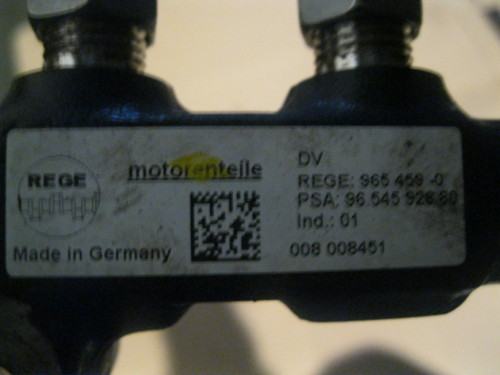 REGE
motorenteile
Made in Germany
DV
REGE: 965 459 -0
PSA: 96.545 928 80
Ind.: 01
008 008451